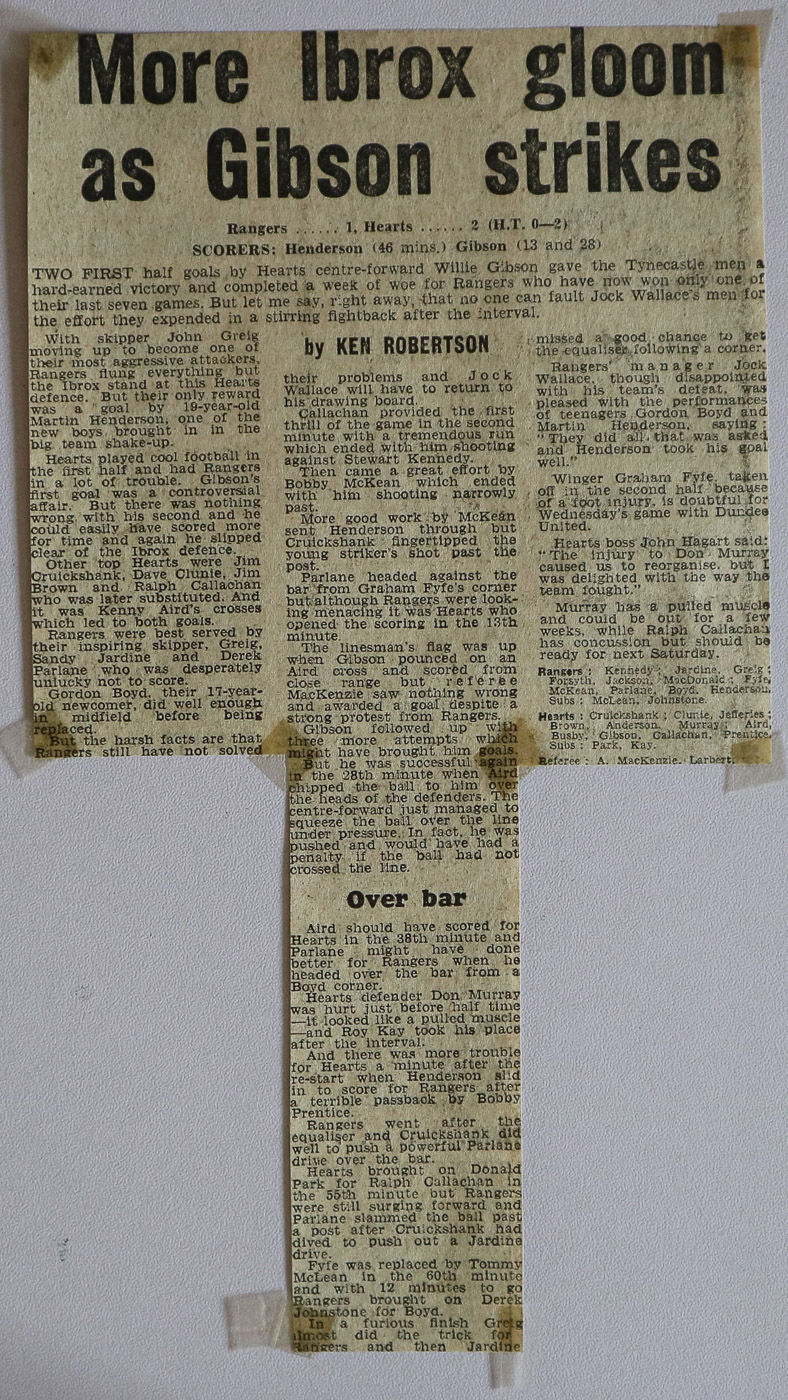 More Ibrox gloom
as Gibson strikes
Rangers ...... 1, Hearts ...... 2 (H.T. 0—2)
SCORERS: Henderson (46 mins.) Gibson (13 and 28)
TWO FIRST half goals by Hearts centre-forward Willie Gibson gave the Tynecastle men a
hard-earned victory and completed a week of woe for Rangers who have now won only one of
their last seven games. But let me say, right away, that no one can fault Jock Wallace's men for
the effort they expended in a stirring fightback after the interval.
With skipper John Greig
moving up to become one of
their most aggressive attackers,
Rangers flung everything but
the Ibrox stand at this Hearts
defence. But their only reward
was a goal by 19-year-old
Martin Henderson, one of the
new boys brought in in the
big team shake-up.
Hearts played cool football in
the first half and had Rangers
in a lot of trouble. Gibson's
first goal was a controversial
affair. But there was nothing
wrong with his second and he
could easily have scored more
for time and again he slipped
clear of the Ibrox defence.
Other top Hearts were Jim
Cruickshank, Dave Clunie, Jim
Brown and Ralph Callachan
who was later substituted. And
it was Kenny Aird's crosses
which led to both goals.
Rangers were best served by
their inspiring skipper, Greig,
Sandy Jardine and Derek
Parlane who was desperately
unlucky not to score.
Gordon Boyd, their 17-year-
old newcomer, did well enough
in midfield before being
replaced.
But the harsh facts are that
Rangers still have not solved
by KEN ROBERTSON
their problems and Jock
Wallace will have to return to
his drawing board.
Callachan provided the first
thrill of the game in the second
minute with a tremendous run
which ended with him shooting
against Stewart Kennedy.
Then came a great effort by
Bobby McKean which ended
with him shooting narrowly
past.
More good work by McKean
sent Henderson through but
Cruickshank fingertipped the
young striker's shot past the
post.
Parlane headed against the
bar from Graham Fyfe's corner
but although Rangers were look-
ing menacing it was Hearts who
opened the scoring in the 13th
minute.
The linesman's flag was up
when Gibson pounced on an
Aird cross and scored from
close range but referee
MacKenzie saw nothing wrong
and awarded a goal despite a
strong protest from Rangers.
Gibson followed up with
three more attempts which
might have brought him goals.
But he was successful again
in the 28th minute when Aird
chipped the ball to him over
the heads of the defenders. The
centre-forward just managed to
squeeze the ball over the line
under pressure. In fact, he was
pushed and would have had a
penalty if the ball had not
crossed the line.
Over bar
Aird should have scored for
Hearts in the 38th minute and
Parlane might have done
better for Rangers when he
headed over the bar from a
Boyd corner.
Hearts defender Don Murray
was hurt just before half time
—it looked like a pulled muscle
—and Roy Kay took his place
after the interval.
And there was more trouble
for Hearts a minute after the
re-start when Henderson slid
in to score for Rangers after
a terrible passback by Bobby
Prentice.
Rangers went after the
equaliser and Cruickshank did
well to push a powerful Parlane
drive over the bar.
Hearts brought on Donald
Park for Ralph Callachan in
the 55th minute but Rangers
were still surging forward and
Parlane slammed the ball past
a post after Cruickshank had
dived to push out a Jardine
drive.
Fyfe was replaced by Tommy
McLean in the 60th minute
and with 12 minutes to go
Rangers brought on Derek
Johnstone for Boyd.
In a furious finish Greig
almost did the trick for
Rangers and then Jardine
missed a good chance to get
the equaliser following a corner.
Rangers' manager Jock
Wallace, though disappointed
with his team's defeat, was
pleased with the performances
of teenagers Gordon Boyd and
Martin Henderson, saying:
"They did all that was asked
and Henderson took his goal
well."
Winger Graham Fyfe, taken
off in the second half because
of a foot injury, is doubtful for
Wednesday's game with Dundee
United.
Hearts boss John Hagart said:
"The injury to Don Murray
caused us to reorganise, but I
was delighted with the way the
team fought."
Murray has a pulled muscle
and could be out for a few
weeks, while Ralph Callachan
has concussion but should be
ready for next Saturday.
Rangers: Kennedy; Jardine, Greig;
Forsyth, Jackson, MacDonald; Fyfe,
McKean, Parlane, Boyd, Henderson.
Subs: McLean, Johnstone.
Hearts: Cruickshank; Clunie, Jefferies;
Brown, Anderson, Murray; Aird,
Busby, Gibson, Callachan, Prentice.
Subs: Park, Kay.
Referee: A. MacKenzie, Larbert.